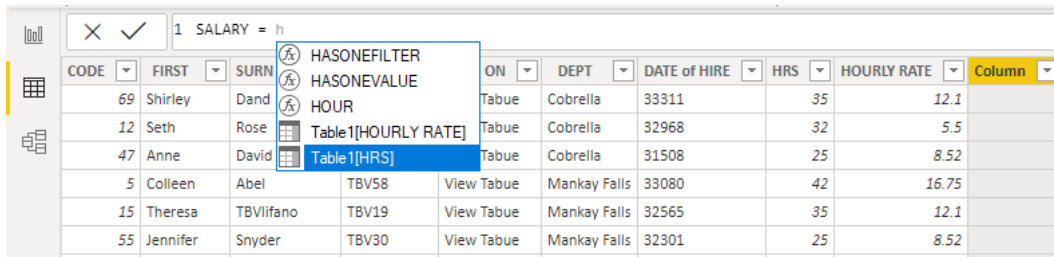 1 SALARY = h
HASONEFILTER
HASONEVALUE
HOUR
Table1[HOURLY RATE]
Table1[HRS]
CODE FIRST SURN ON DEPT DATE of HIRE HRS HOURLY RATE Column
69 Shirley Dand Tabue Cobrella 33311 35 12.1
12 Seth Rose Tabue Cobrella 32968 32 5.5
47 Anne David Tabue Cobrella 31508 25 8.52
5 Colleen Abel TBV58 View Tabue Mankay Falls 33080 42 16.75
15 Theresa TBVlifano TBV19 View Tabue Mankay Falls 32565 35 12.1
55 Jennifer Snyder TBV30 View Tabue Mankay Falls 32301 25 8.52